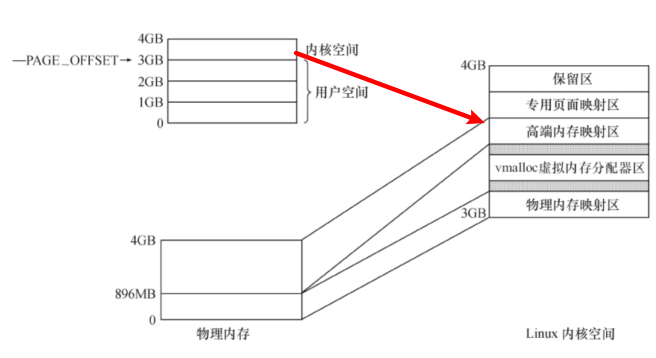 4GB
内核空间
—PAGE_OFFSET→
3GB
2GB
用户空间
1GB
0
4GB
保留区
专用页面映射区
高端内存映射区
vmalloc虚拟内存分配器区
物理内存映射区
3GB
4GB
896MB
0
物理内存
Linux 内核空间